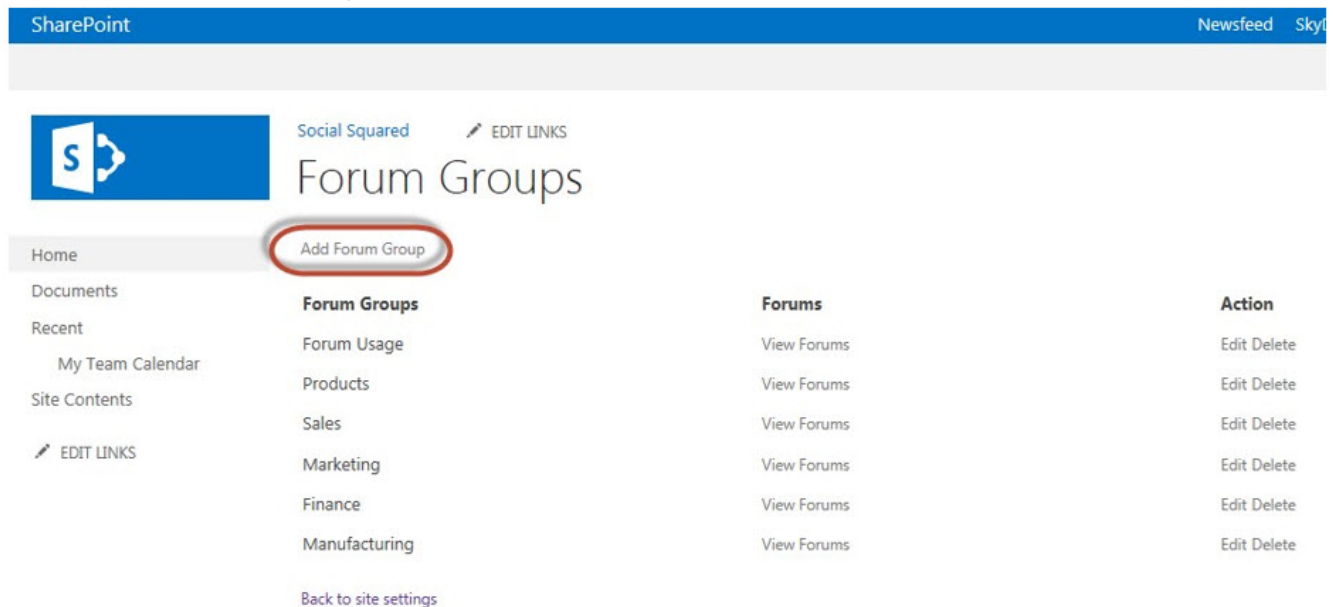 SharePoint Newsfeed
Social Squared EDIT LINKS
Forum Groups
Home
Documents
Recent
My Team Calendar
Site Contents
EDIT LINKS
Add Forum Group
Forum Groups Forums Action
Forum Usage View Forums Edit Delete
Products View Forums Edit Delete
Sales View Forums Edit Delete
Marketing View Forums Edit Delete
Finance View Forums Edit Delete
Manufacturing View Forums Edit Delete
Back to site settings